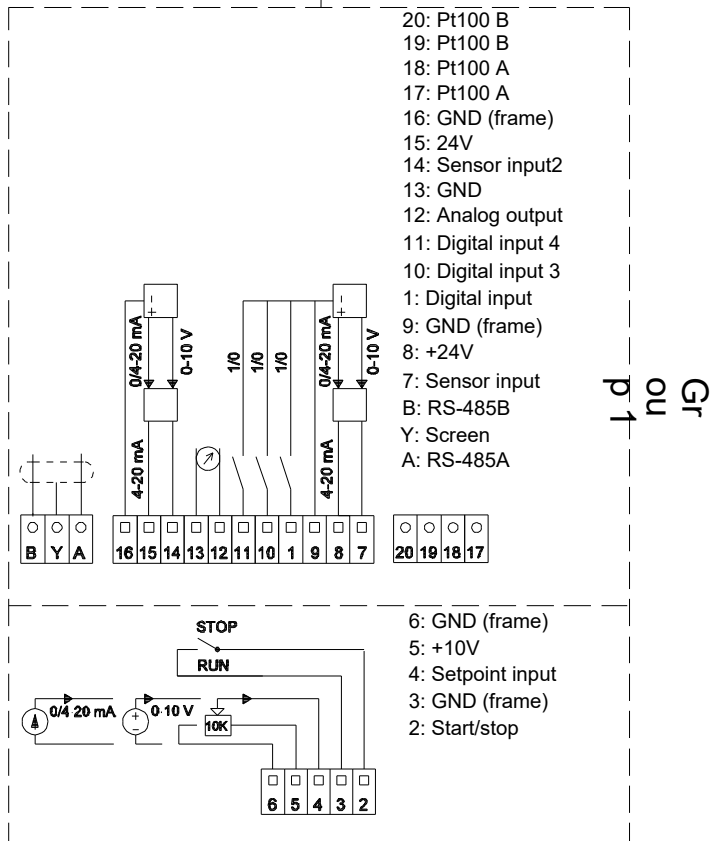 20: Pt100 B
19: Pt100 B
18: Pt100 A
17: Pt100 A
16: GND (frame)
15: 24V
14: Sensor input2
13: GND
12: Analog output
11: Digital input 4
10: Digital input 3
1: Digital input
9: GND (frame)
8: +24V
7: Sensor input
B: RS-485B
Y: Screen
A: RS-485A
Gr
ou
p 1
- +
0/4-20 mA
0-10 V
1/0
1/0
1/0
- +
0/4-20 mA
0-10 V
4-20 mA
4-20 mA
B Y A
16 15 14 13 12 11 10 1 9 8 7
20 19 18 17
6: GND (frame)
5: +10V
4: Setpoint input
3: GND (frame)
2: Start/stop
STOP
RUN
0/4 20 mA
+ -
0 10 V
10K
6 5 4 3 2